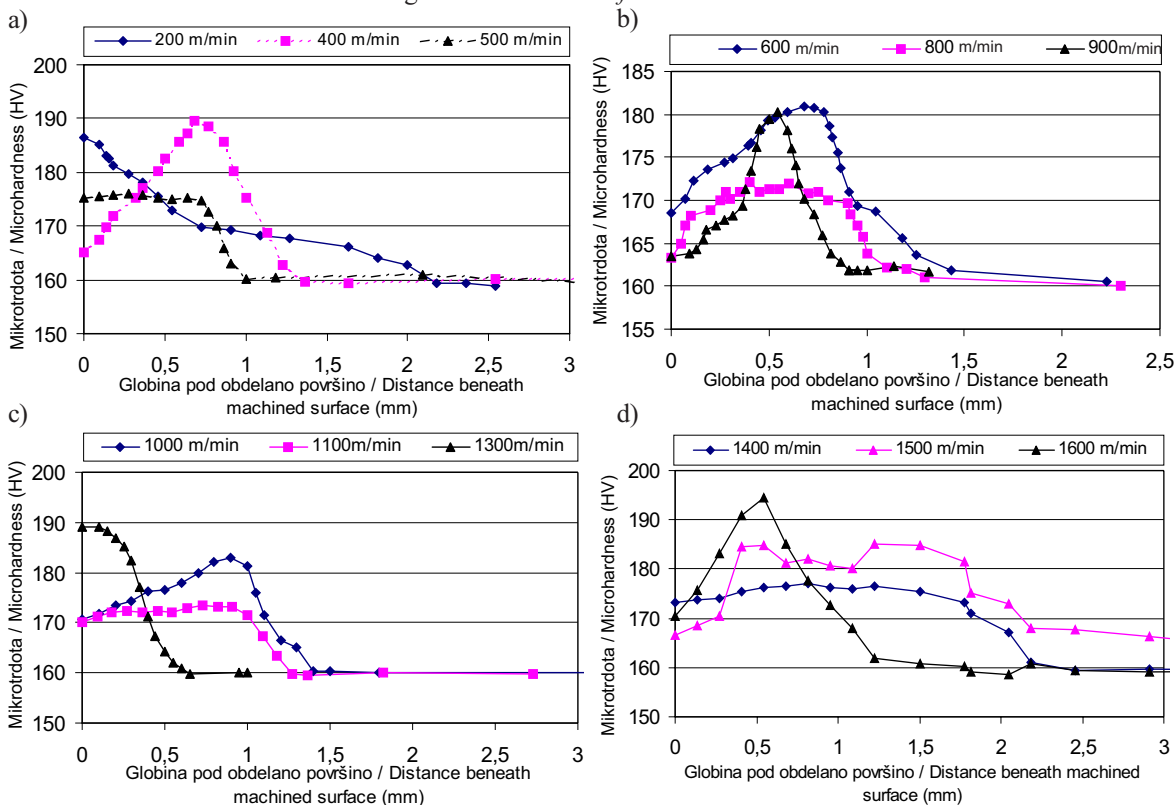 a)
200 m/min 400 m/min 500 m/min
Mikrotrdota / Microhardness (HV)
200
190
180
170
160
150
0 0,5 1 1,5 2 2,5 3
Globina pod obdelano površino / Distance beneath
machined surface (mm)
b)
600 m/min 800 m/min 900m/min
Mikrotrdota / Microhardness (HV)
185
180
175
170
165
160
155
0 0,5 1 1,5 2 2,5
Globina pod obdelano površino / Distance beneath
machined surface (mm)
c)
1000 m/min 1100m/min 1300m/min
Mikrotrdota / Microhardness (HV)
200
190
180
170
160
150
0 0,5 1 1,5 2 2,5 3
Globina pod obdelano površino / Distance beneath
machined surface (mm)
d)
1400 m/min 1500 m/min 1600 m/min
Mikrotrdota / Microhardness (HV)
200
190
180
170
160
150
0 0,5 1 1,5 2 2,5 3
Globina pod obdelano površino / Distance beneath machined
surface (mm)